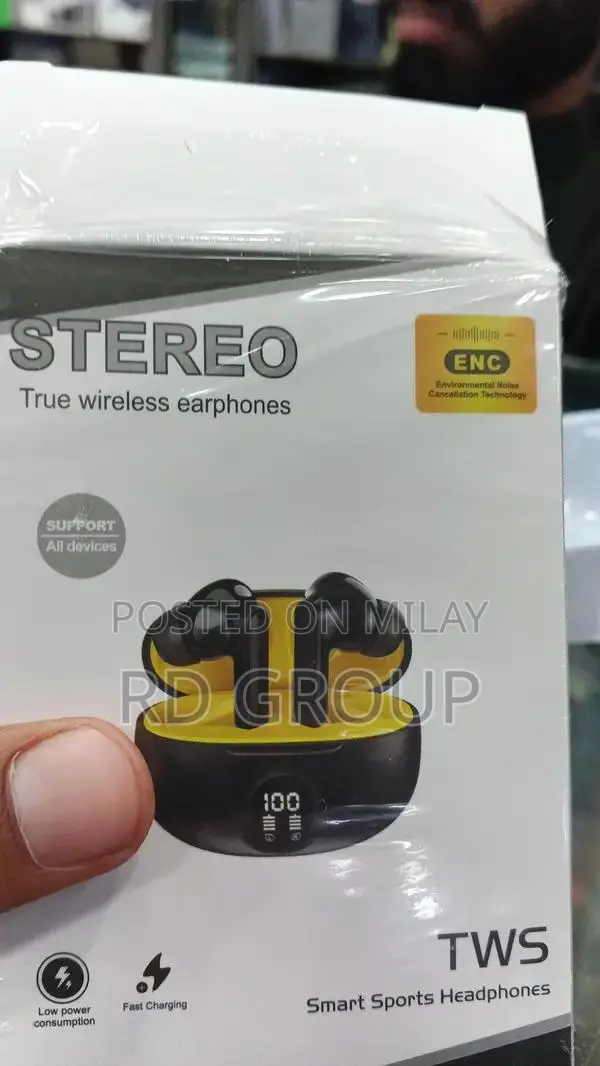 STEREO
True wireless earphones
ENC
Environmental Noise
Cancellation Technology
SUPPORT
All devices
POSTED ON MILAY
RD GROUP
100
TWS
Smart Sports Headphones
Low power
consumption
Fast Charging